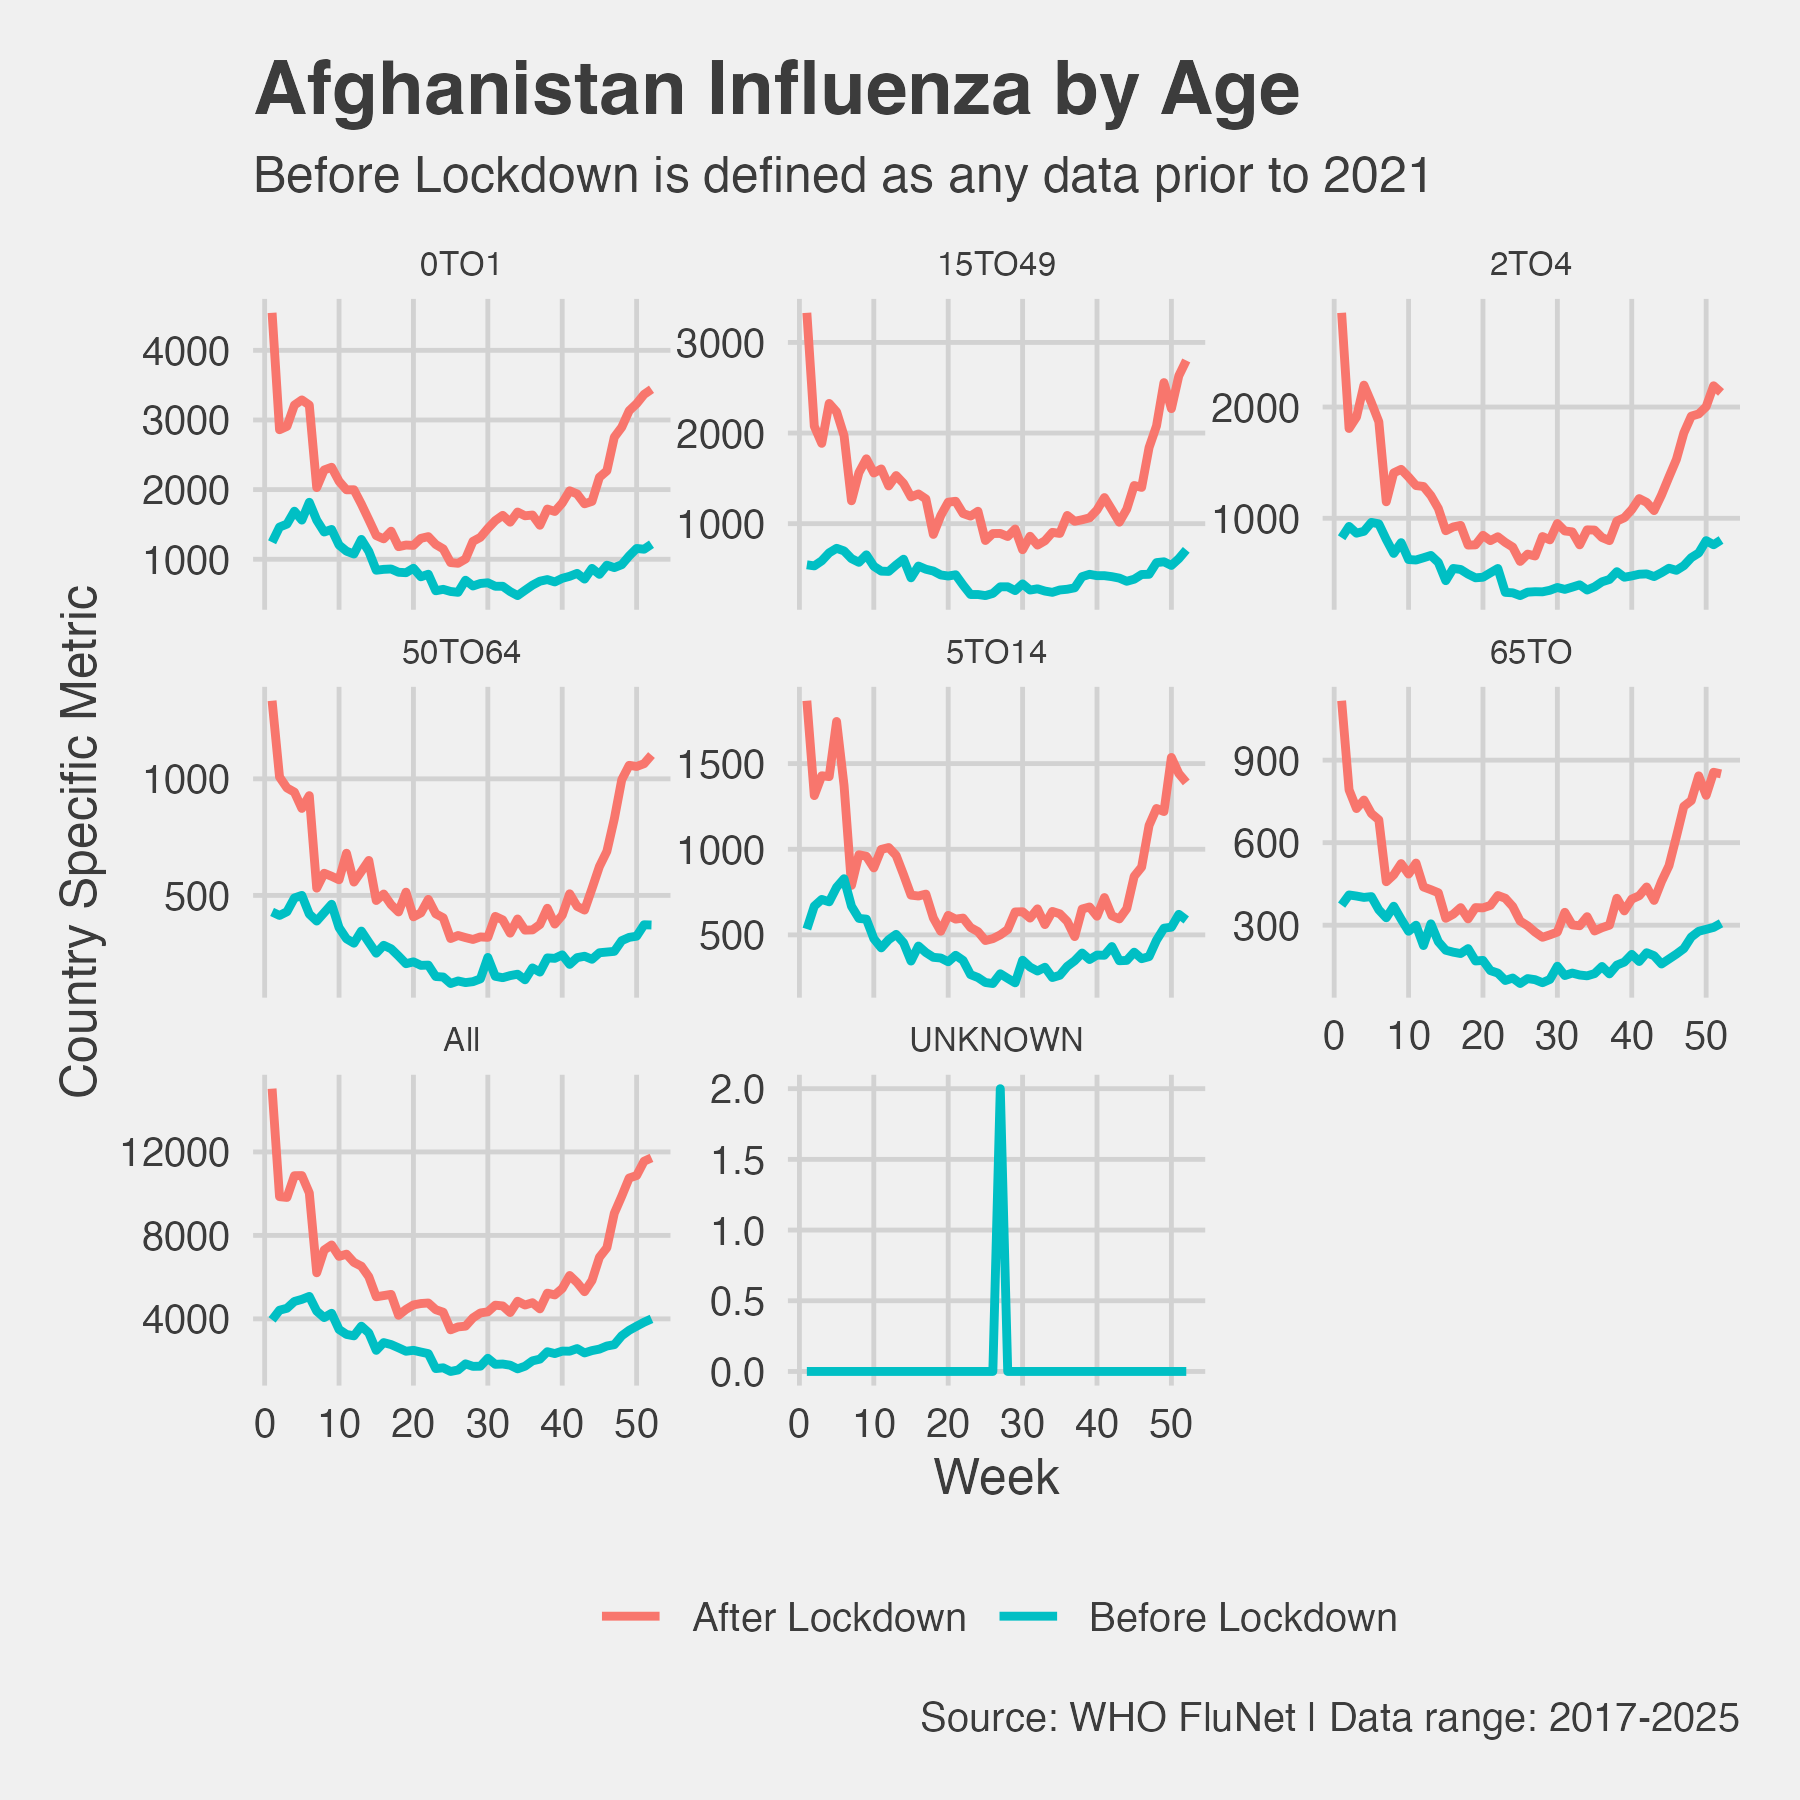 Afghanistan Influenza by Age
Before Lockdown is defined as any data prior to 2021
Country Specific Metric
0TO1
4000
3000
2000
1000
15TO49
3000
2000
1000
2TO4
2000
1000
50TO64
1000
500
5TO14
1500
1000
500
65TO
900
600
300
0 10 20 30 40 50
All
12000
8000
4000
0 10 20 30 40 50
UNKNOWN
2.0
1.5
1.0
0.5
0.0
0 10 20 30 40 50
Week
After Lockdown Before Lockdown
Source: WHO FluNet | Data range: 2017-2025